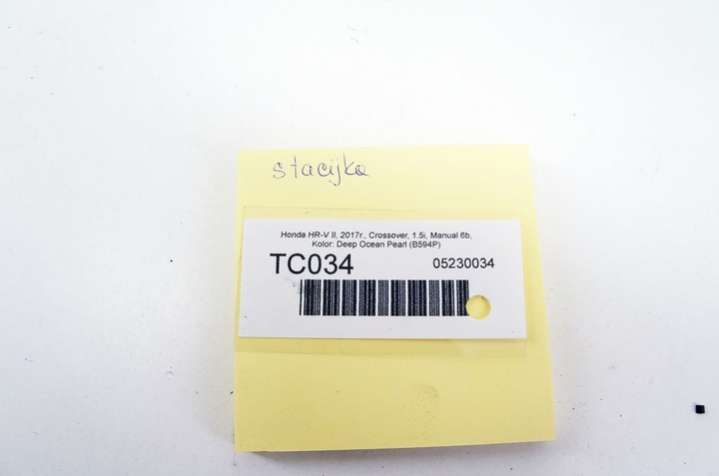 stacyjka
Honda HR-V II, 2017r., Crossover, 1.5i, Manual 6b,
Kolor: Deep Ocean Pearl (B594P)
TC034 05230034